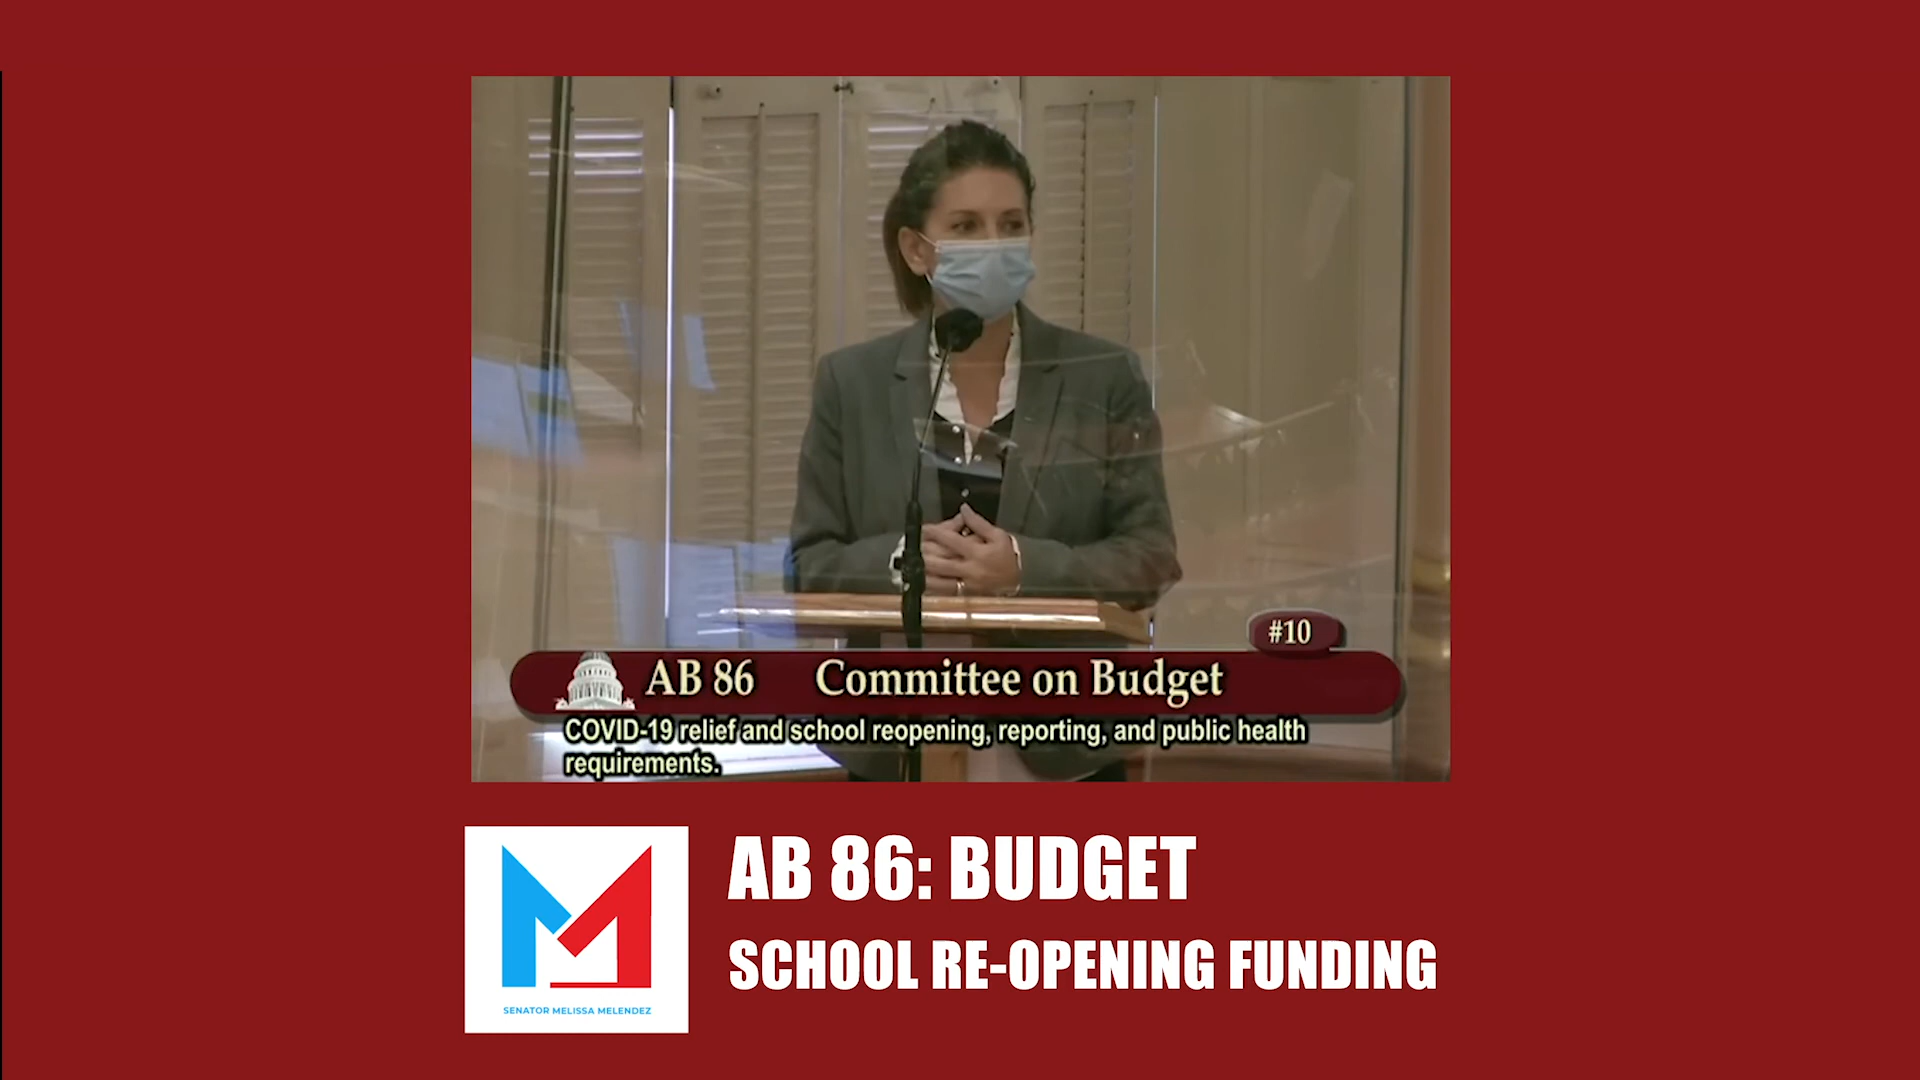 #10
AB 86 Committee on Budget
COVID-19 relief and school reopening, reporting, and public health
requirements.
AB 86: BUDGET
SCHOOL RE-OPENING FUNDING
SENATOR MELISSA MELENDEZ